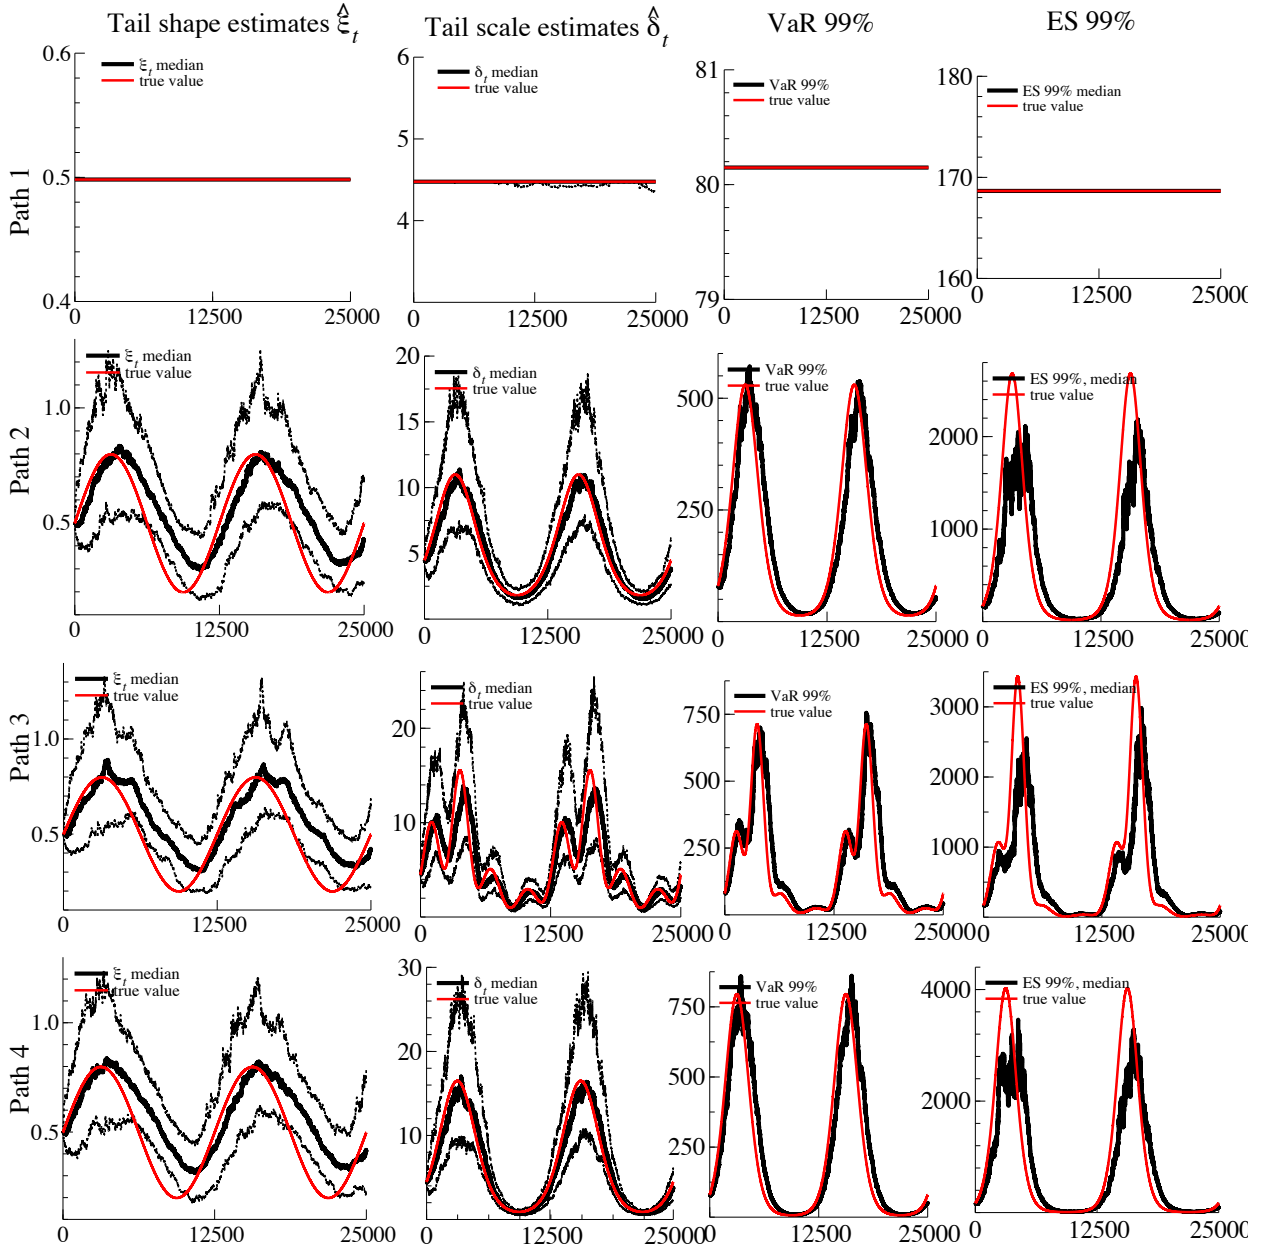 Tail shape estimates ξ̂t
Tail scale estimates δ̂t
VaR 99%
ES 99%
Path 1
0.6
0.5
0.4
ξt median
true value
0 12500 25000
6
5
4
δt median
true value
0 12500 25000
81
80
79
VaR 99%
true value
0 12500 25000
180
170
160
ES 99% median
true value
0 12500 25000
Path 2
1.0
0.5
ξt median
true value
0 12500 25000
20
15
10
5
δt median
true value
0 12500 25000
500
250
VaR 99%
true value
0 12500 25000
2000
1000
ES 99%, median
true value
0 12500 25000
Path 3
1.0
0.5
ξt median
true value
0 12500 25000
20
10
δt median
true value
0 12500 25000
750
500
250
VaR 99%
true value
0 12500 25000
3000
2000
1000
ES 99%, median
true value
0 12500 25000
Path 4
1.0
0.5
ξt median
true value
0 12500 25000
30
20
10
δt median
true value
0 12500 25000
750
500
250
VaR 99%
true value
0 12500 25000
4000
2000
ES 99%, median
true value
0 12500 25000